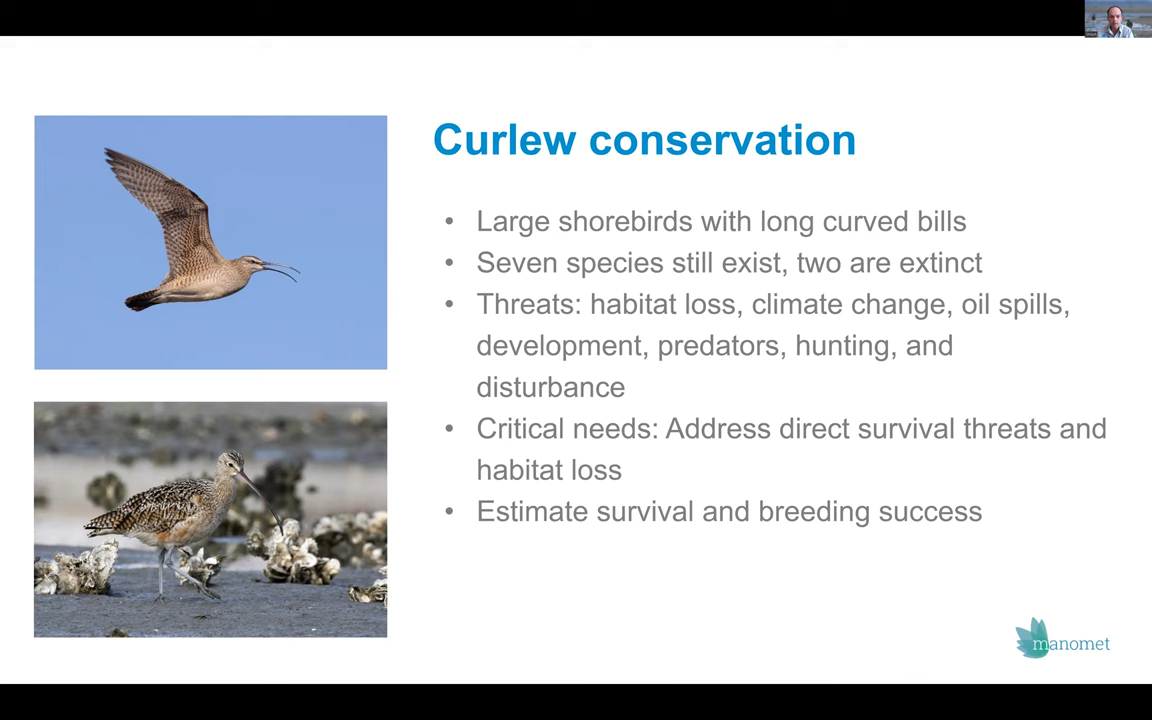 Curlew conservation
• Large shorebirds with long curved bills
• Seven species still exist, two are extinct
• Threats: habitat loss, climate change, oil spills,
development, predators, hunting, and
disturbance
• Critical needs: Address direct survival threats and
habitat loss
• Estimate survival and breeding success
manomet